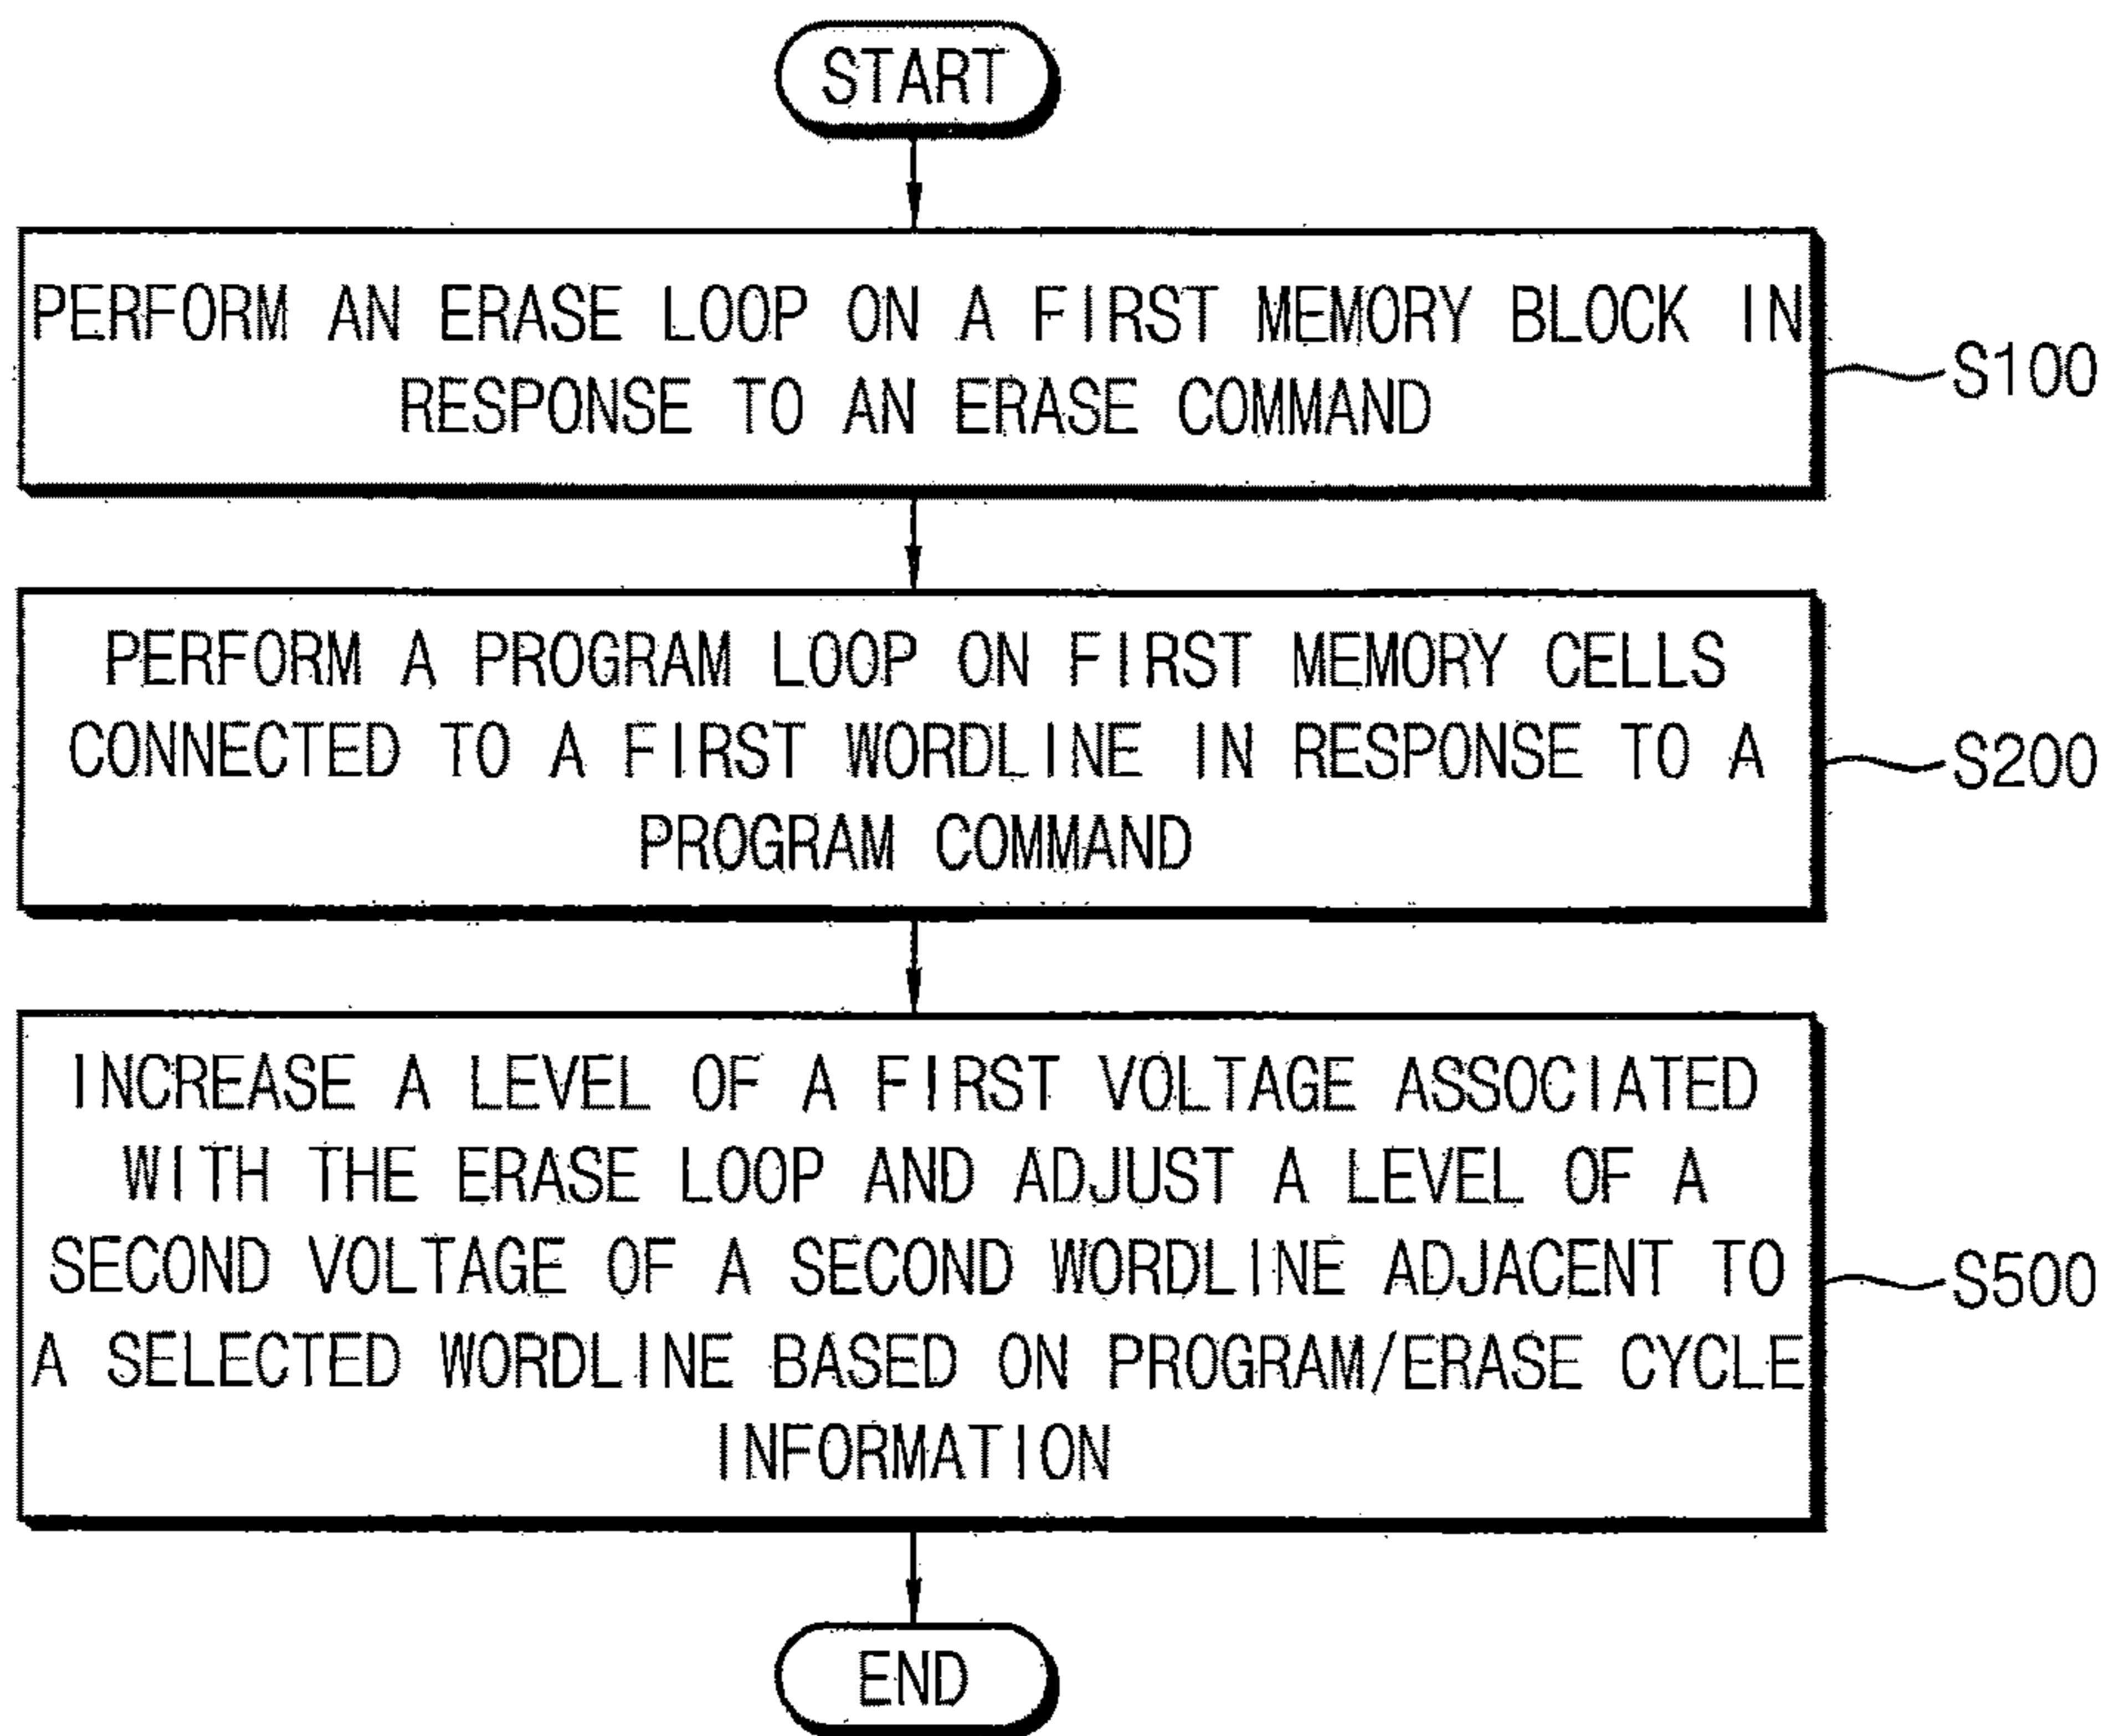 START
PERFORM AN ERASE LOOP ON A FIRST MEMORY BLOCK IN
RESPONSE TO AN ERASE COMMAND
S100
PERFORM A PROGRAM LOOP ON FIRST MEMORY CELLS
CONNECTED TO A FIRST WORDLINE IN RESPONSE TO A
PROGRAM COMMAND
S200
INCREASE A LEVEL OF A FIRST VOLTAGE ASSOCIATED
WITH THE ERASE LOOP AND ADJUST A LEVEL OF A
SECOND VOLTAGE OF A SECOND WORDLINE ADJACENT TO
A SELECTED WORDLINE BASED ON PROGRAM/ERASE CYCLE
INFORMATION
S500
END